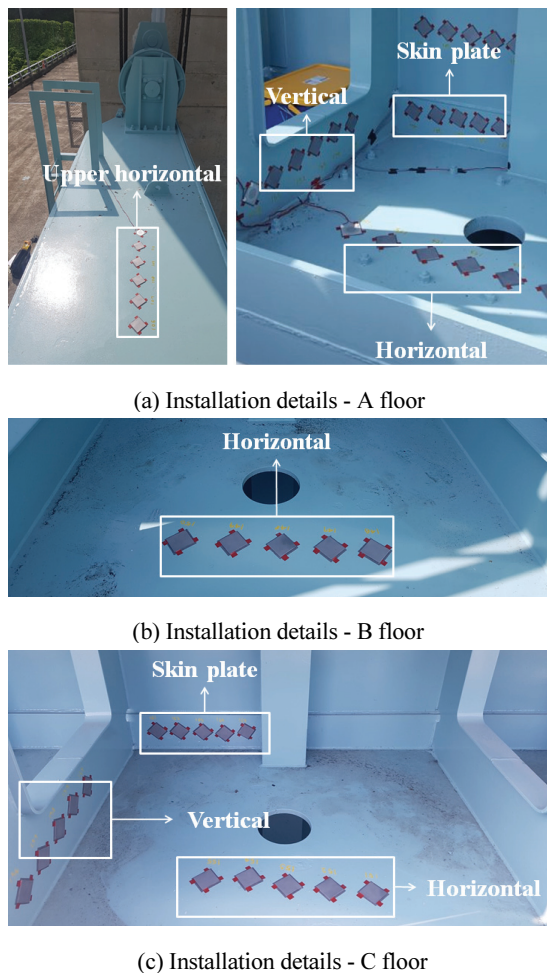 Upper horizontal
Skin plate
Vertical
Horizontal
(a) Installation details - A floor
Horizontal
(b) Installation details - B floor
Skin plate
Vertical
Horizontal
(c) Installation details - C floor